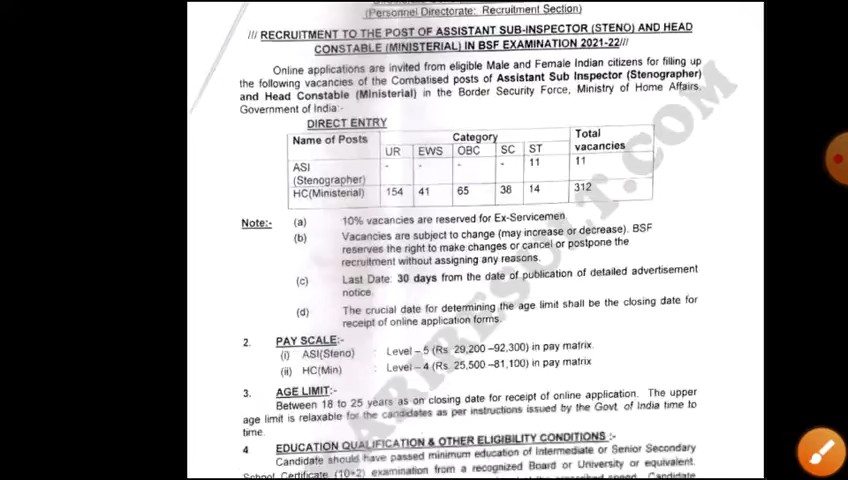 (Personnel Directorate: Recruitment Section)
/// RECRUITMENT TO THE POST OF ASSISTANT SUB-INSPECTOR (STENO) AND HEAD
CONSTABLE (MINISTERIAL) IN BSF EXAMINATION 2021-22///
Online applications are invited from eligible Male and Female Indian citizens for filling up
the following vacancies of the Combatised posts of Assistant Sub Inspector (Stenographer)
and Head Constable (Ministerial) in the Border Security Force, Ministry of Home Affairs,
Government of India:-
DIRECT ENTRY
Name of Posts Category Total vacancies
UR EWS OBC SC ST
ASI (Stenographer) - - - - 11 11
HC(Ministerial) 154 41 65 38 14 312
Note:- (a) 10% vacancies are reserved for Ex-Servicemen.
(b) Vacancies are subject to change (may increase or decrease). BSF
reserves the right to make changes or cancel or postpone the
recruitment without assigning any reasons.
(c) Last Date: 30 days from the date of publication of detailed advertisement
notice.
(d) The crucial date for determining the age limit shall be the closing date for
receipt of online application forms.
2. PAY SCALE:-
(i) ASI(Steno) : Level – 5 (Rs. 29,200 –92,300) in pay matrix.
(ii) HC(Min) : Level – 4 (Rs. 25,500 –81,100) in pay matrix
3. AGE LIMIT:-
Between 18 to 25 years as on closing date for receipt of online application. The upper
age limit is relaxable for the candidates as per instructions issued by the Govt. of India time to
time.
4 EDUCATION QUALIFICATION & OTHER ELIGIBILITY CONDITIONS :-
Candidate should have passed minimum education of Intermediate or Senior Secondary
School Certificate (10+2) examination from a recognized Board or University or equivalent.
speed. Candidate
ARIRESULT.COM